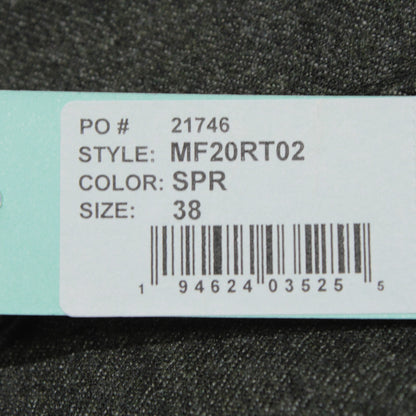 PO # 21746
STYLE: MF20RT02
COLOR: SPR
SIZE: 38
1 94624 03525 5